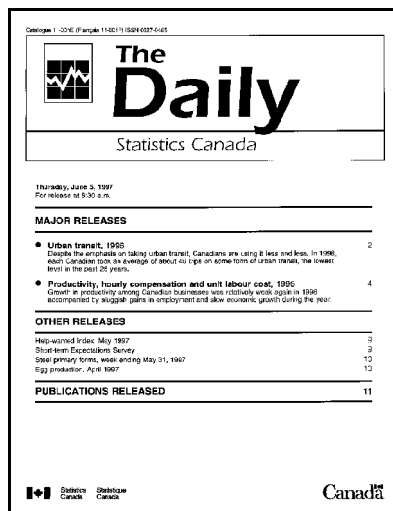 Catalogue 11-001E (Français 11-001F) ISSN 0827-0465
The
Daily
Statistics Canada
Thursday, June 5, 1997
For release at 8:30 a.m.
MAJOR RELEASES
● Urban transit, 1996 2
Despite the emphasis on taking urban transit, Canadians are using it less and less. In 1996,
each Canadian took an average of about 48 trips on some form of urban transit, the lowest
level in the past 25 years.
● Productivity, hourly compensation and unit labour cost, 1996 4
Growth in productivity among Canadian businesses was relatively weak again in 1996
accompanied by sluggish gains in employment and slow economic growth during the year.
OTHER RELEASES
Help-wanted Index, May 1997 9
Short-term Expectations Survey 9
Steel primary forms, week ending May 31, 1997 10
Egg production, April 1997 10
PUBLICATIONS RELEASED 11
Statistics Statistique
Canada Canada
Canada